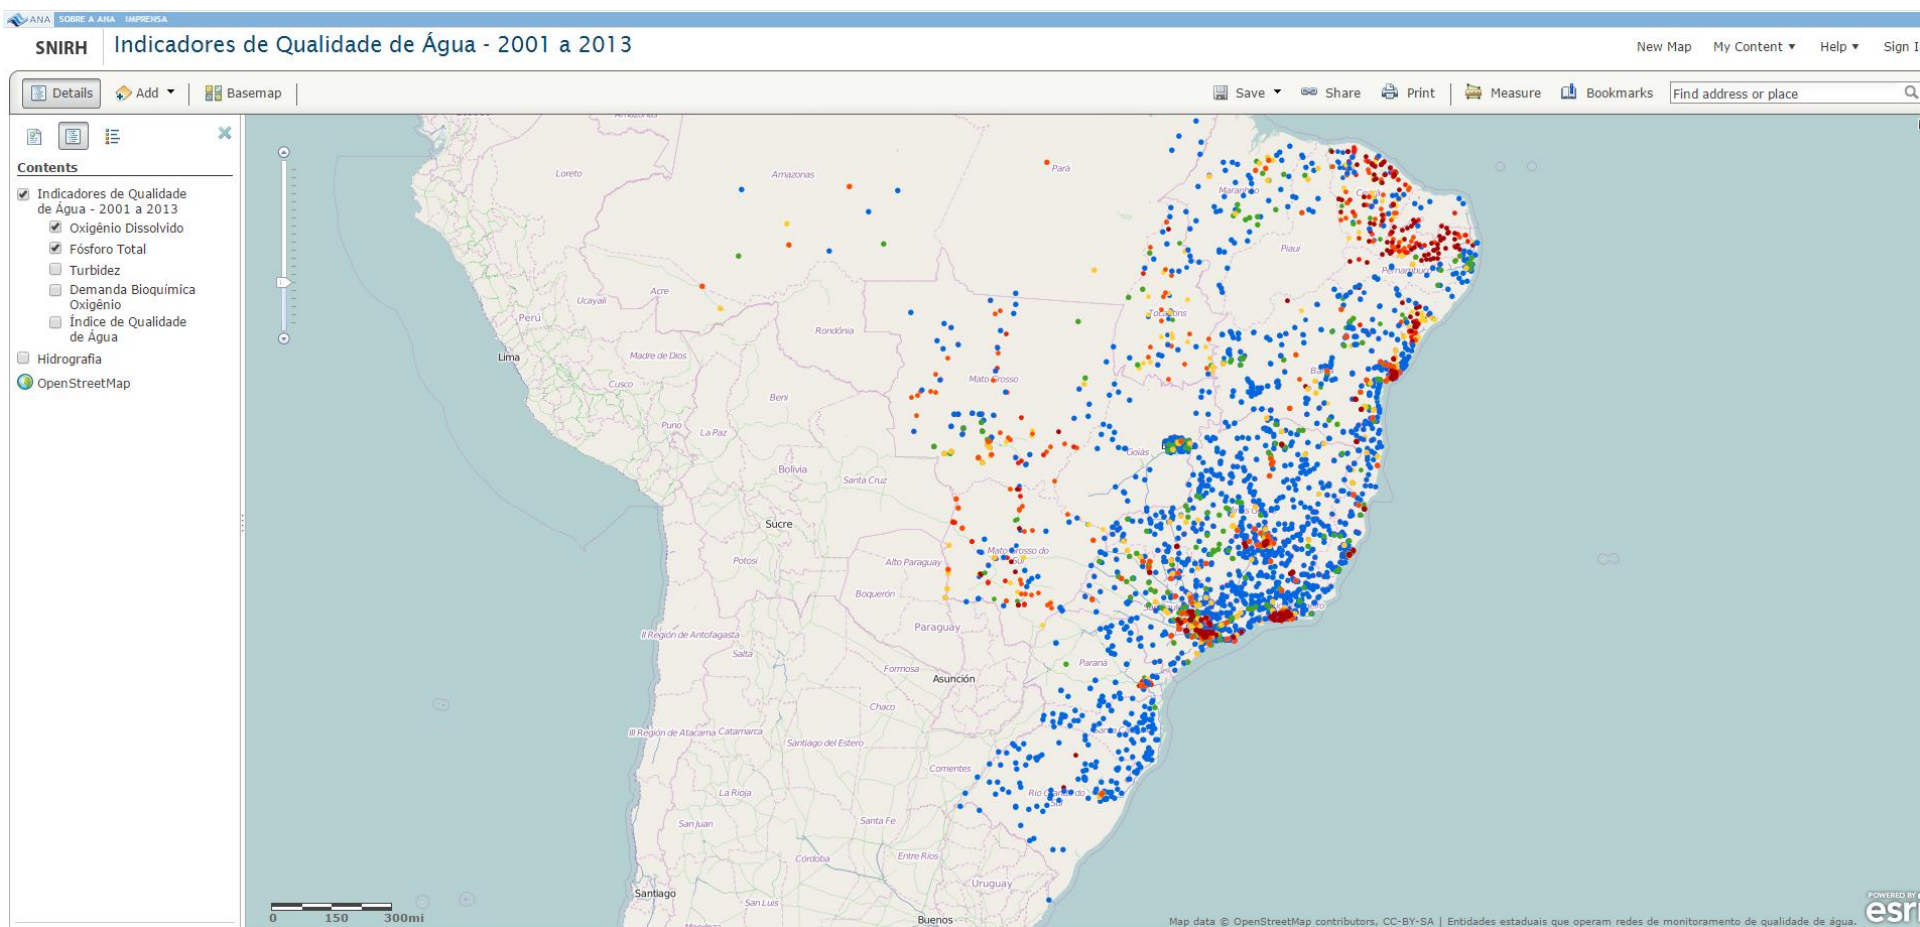 ANA SOBRE A ANA IMPRENSA
SNIRH Indicadores de Qualidade de Água - 2001 a 2013
New Map My Content Help Sign I
Details Add Basemap
Save Share Print Measure Bookmarks Find address or place
Contents
Indicadores de Qualidade
de Água - 2001 a 2013
Oxigênio Dissolvido
Fósforo Total
Turbidez
Demanda Bioquímica
Oxigênio
Índice de Qualidade
de Água
Hidrografia
OpenStreetMap
Loreto
Amazonas
Pará
Piauí
Pernambuco
Ucayali
Acre
Perú
Rondônia
Tocantins
Lima
Madre de Dios
Cusco
Mato Grosso
Beni
Puno
La Paz
Goiás
Bolivia
Santa Cruz
Sucre
Potosí
Alto Paraguay
Mato Grosso do
Sul
Boquerón
Paraguay
II Región de Antofagasta
Salta
Formosa
Asunción
Paraná
Chaco
III Región de Atacama
Catamarca
Santiago del Estero
Corrientes
La Rioja
Rio Grande do
Sul
San Juan
Santa Fe
Córdoba
Entre Ríos
Uruguay
Santiago
San Luis
Buenos
Mendoza
0 150 300mi
Map data © OpenStreetMap contributors, CC-BY-SA | Entidades estaduais que operam redes de monitoramento de qualidade de água.
POWERED BY
esri